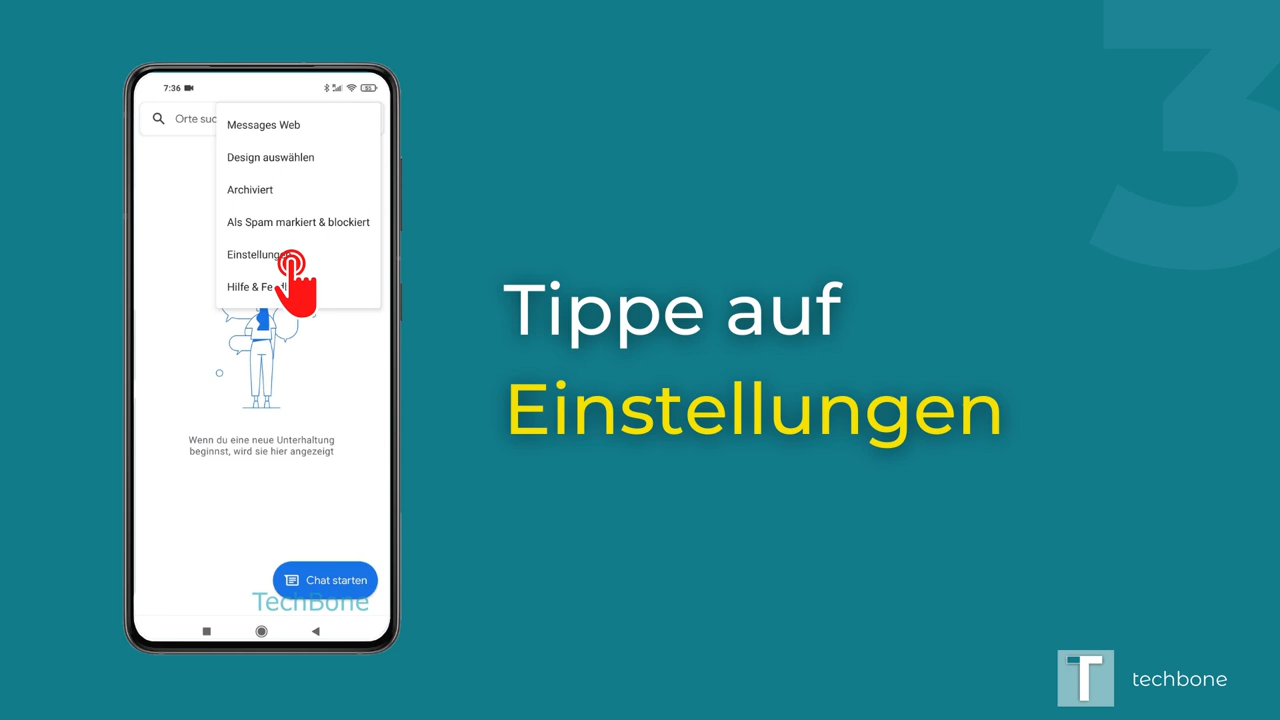 3
7:36
55
Orte suc
Messages Web
Design auswählen
Archiviert
Als Spam markiert & blockiert
Einstellungen
Hilfe & Fe
Wenn du eine neue Unterhaltung
beginnst, wird sie hier angezeigt
Chat starten
TechBone
Tippe auf
Einstellungen
T
techbone